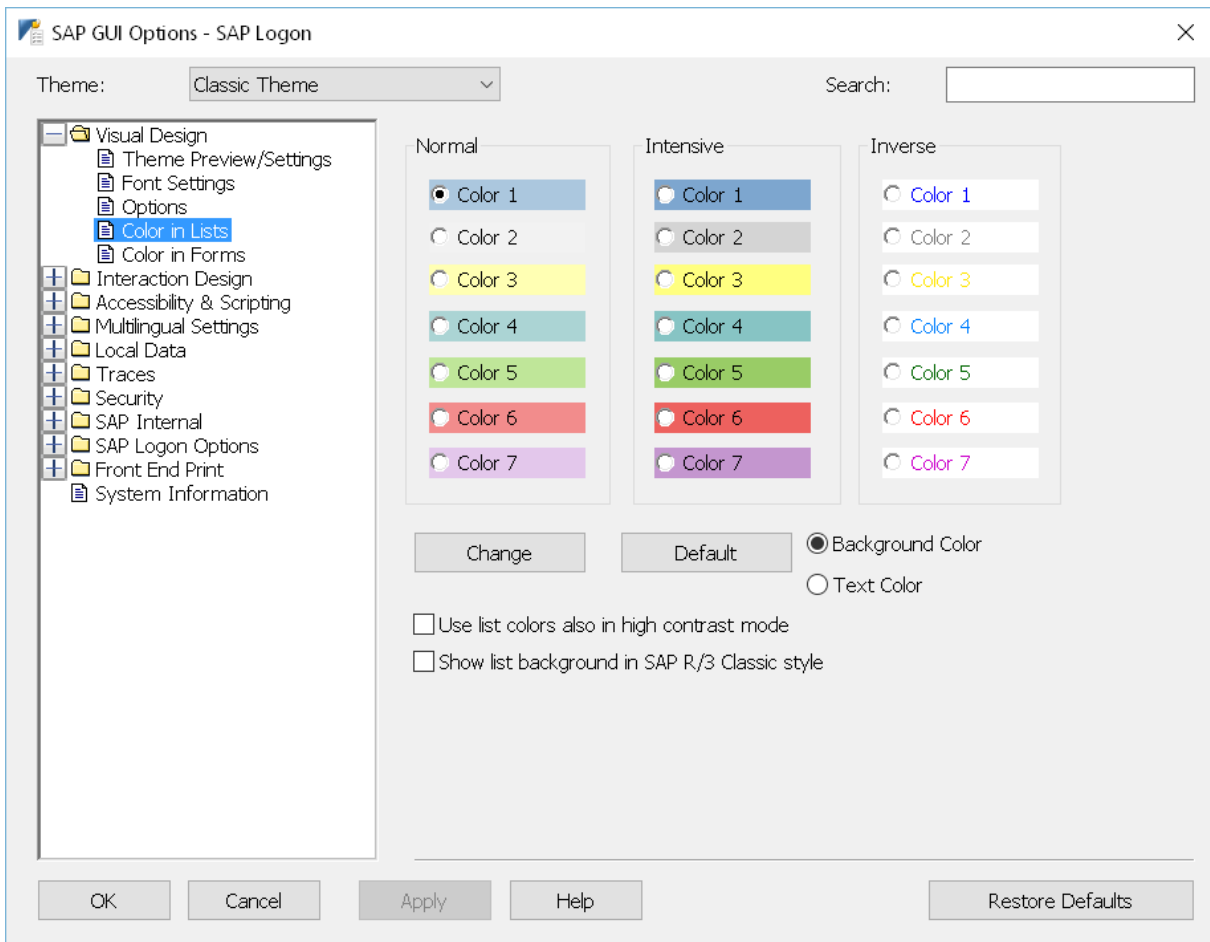 SAP GUI Options - SAP Logon
Theme: Classic Theme Search:
Visual Design
Theme Preview/Settings
Font Settings
Options
Color in Lists
Color in Forms
Interaction Design
Accessibility & Scripting
Multilingual Settings
Local Data
Traces
Security
SAP Internal
SAP Logon Options
Front End Print
System Information
Normal
Color 1
Color 2
Color 3
Color 4
Color 5
Color 6
Color 7
Intensive
Color 1
Color 2
Color 3
Color 4
Color 5
Color 6
Color 7
Inverse
Color 1
Color 2
Color 3
Color 4
Color 5
Color 6
Color 7
Change Default
Background Color
Text Color
Use list colors also in high contrast mode
Show list background in SAP R/3 Classic style
OK Cancel Apply Help Restore Defaults